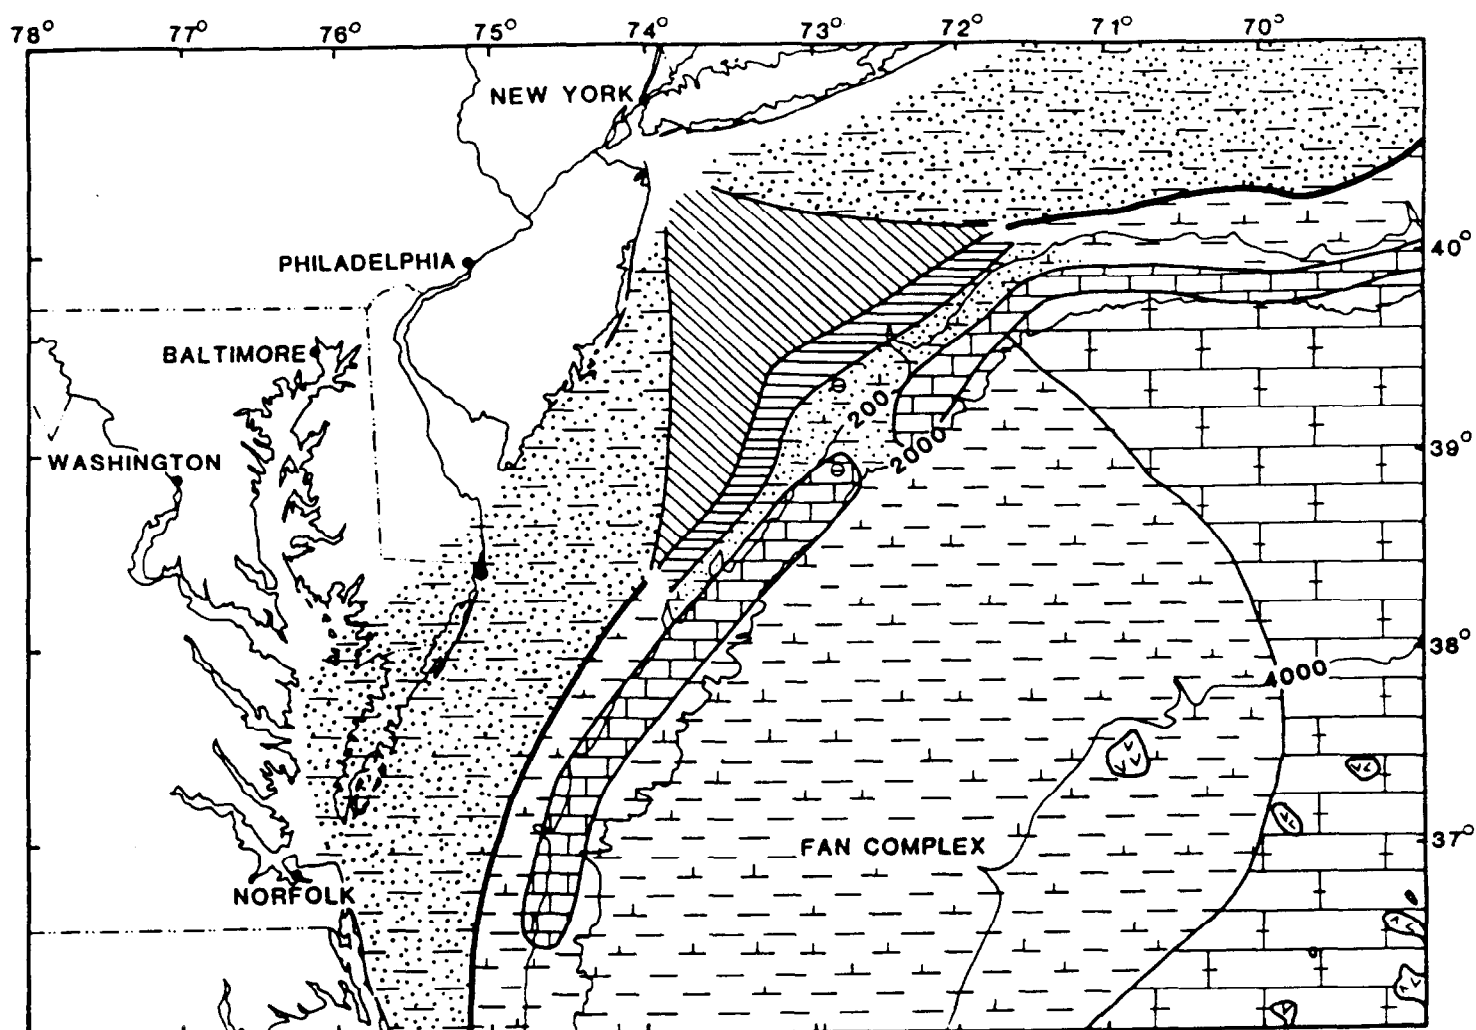 78° 77° 76° 75° 74° 73° 72° 71° 70°
NEW YORK
40°
PHILADELPHIA
BALTIMORE
200
39°
2000
WASHINGTON
38°
4000
37°
FAN COMPLEX
NORFOLK